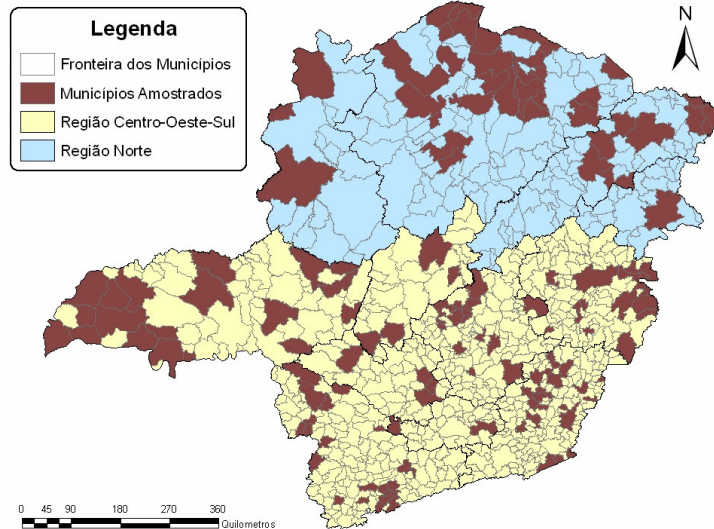 Legenda
Fronteira dos Municípios
Municípios Amostrados
Região Centro-Oeste-Sul
Região Norte
N
0 45 90 180 270 360
Quilometros